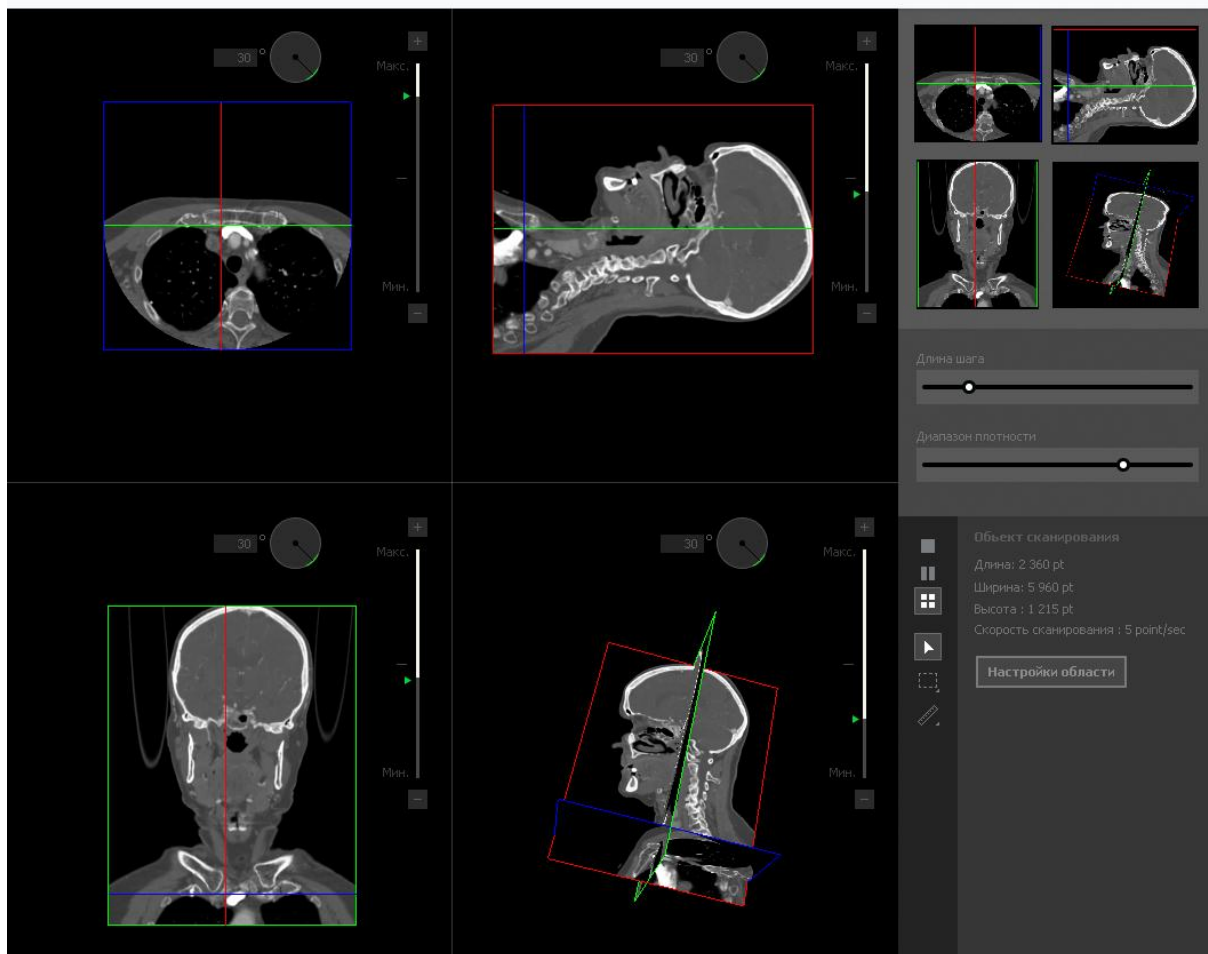 30 °
+
Макс.
Мин.
−
30 °
+
Макс.
Мин.
−
Длина шага
Диапазон плотности
30 °
+
Макс.
Мин.
−
30 °
+
Макс.
Мин.
−
Обьект сканирования
Длина: 2 360 pt
Ширина: 5 960 pt
Высота : 1 215 pt
Скорость сканирования : 5 point/sec
Настройки области